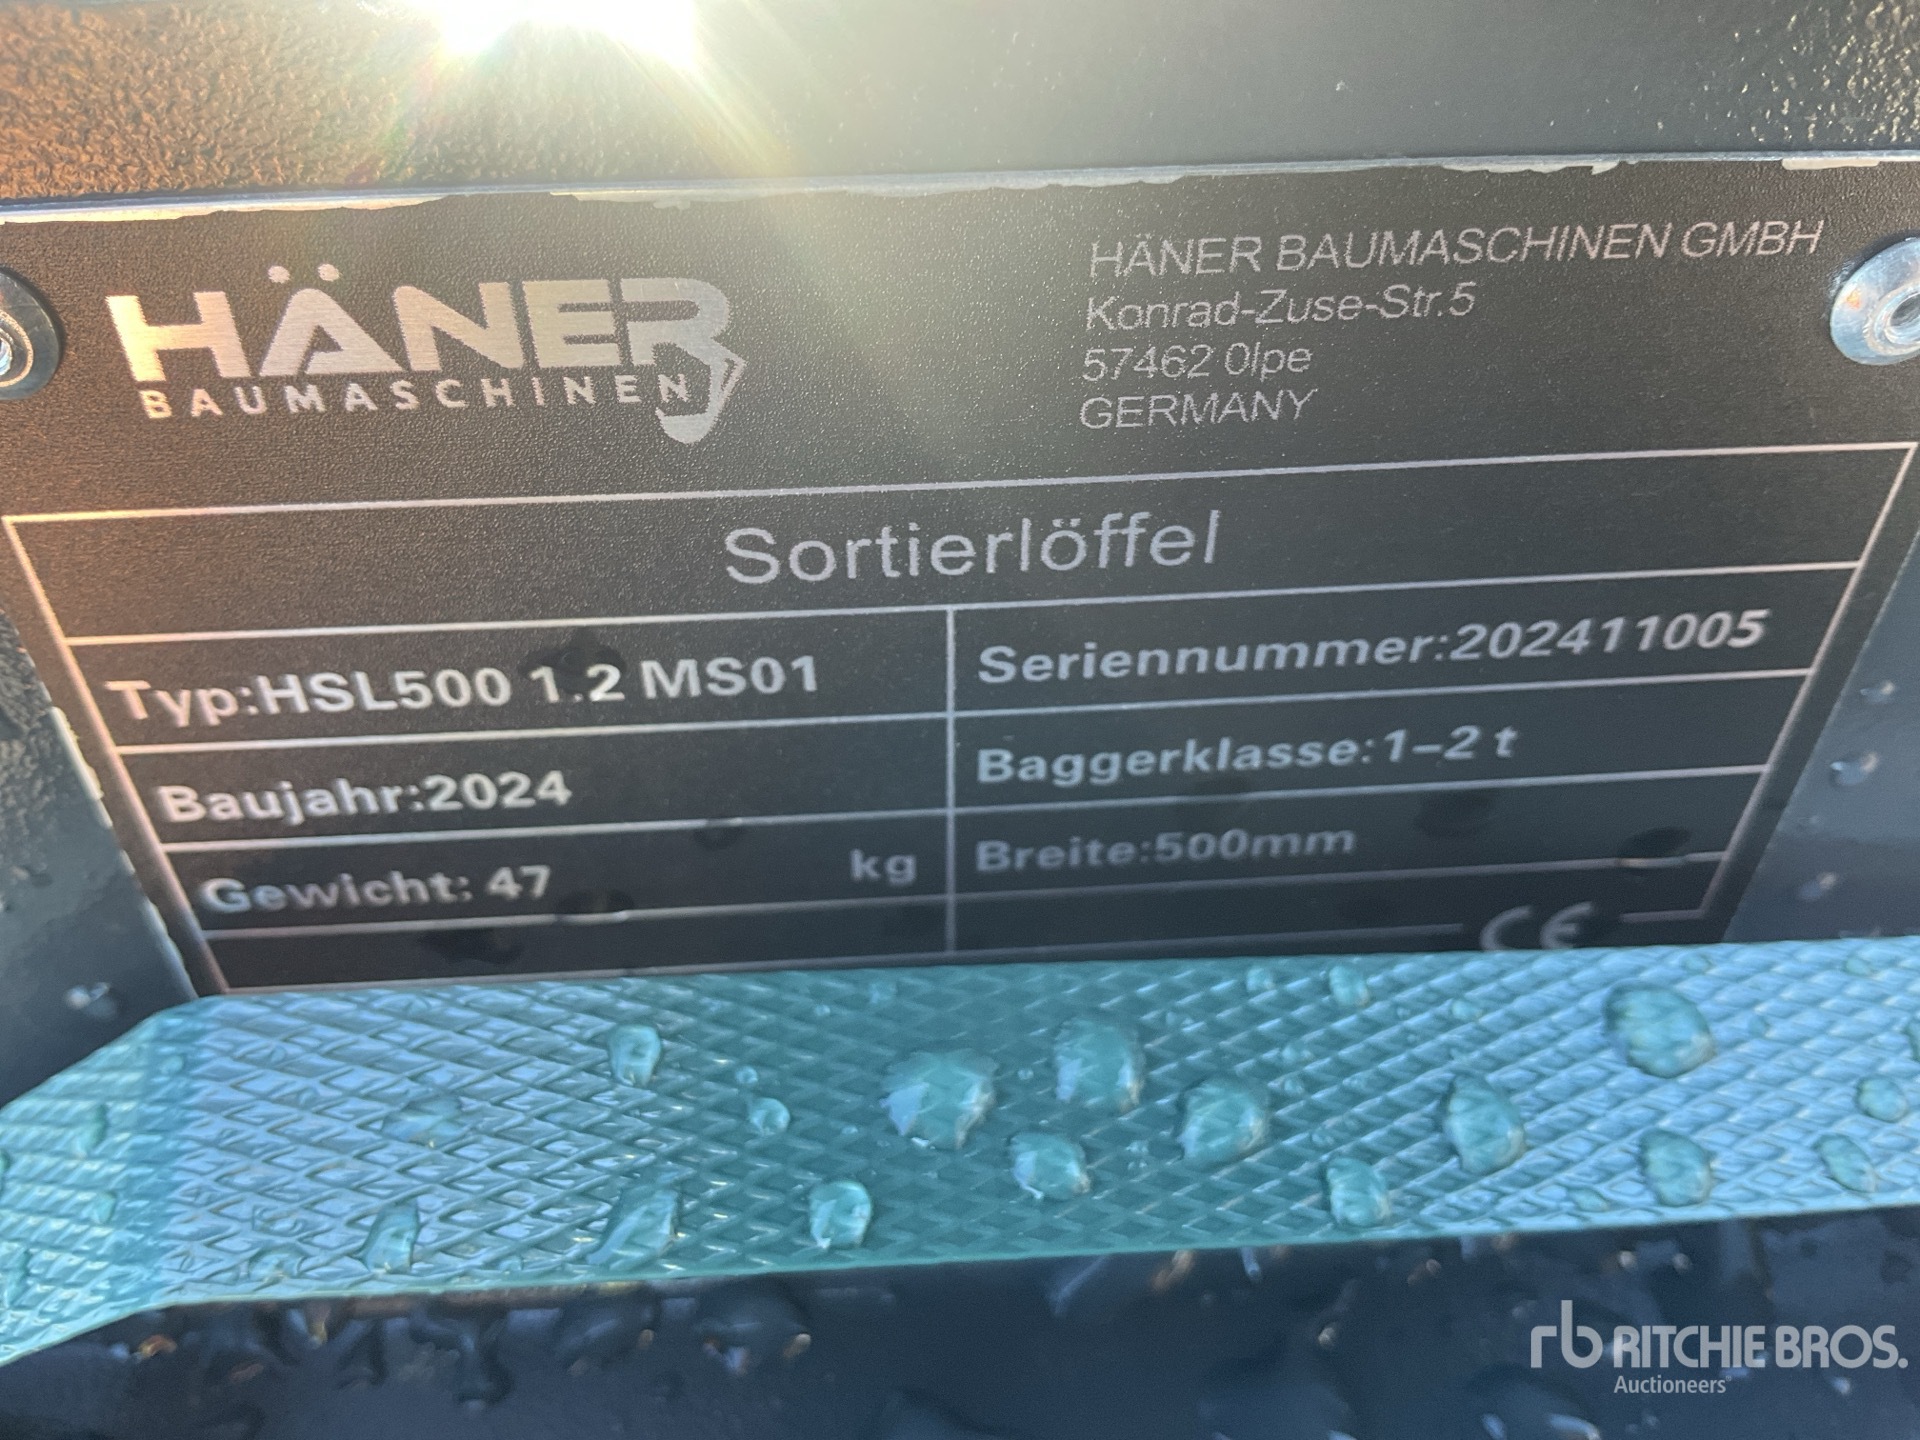 HÄNER
BAUMASCHINEN
HÄNER BAUMASCHINEN GMBH
Konrad-Zuse-Str.5
57462 Olpe
GERMANY
Sortierlöffel
Typ:HSL500 1.2 MS01
Seriennummer:202411005
Baujahr:2024
Baggerklasse:1–2 t
Gewicht: 47 kg
Breite:500mm
CE
rb RITCHIE BROS.
Auctioneers